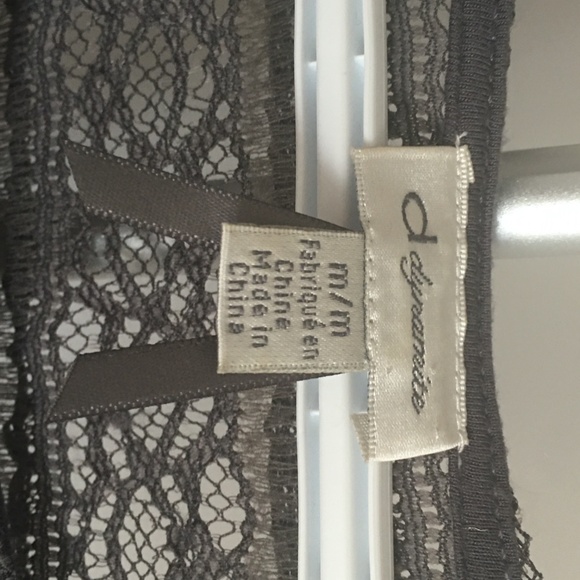 d dynamite
m/m
Fabriqué en
Chine
Made in
China